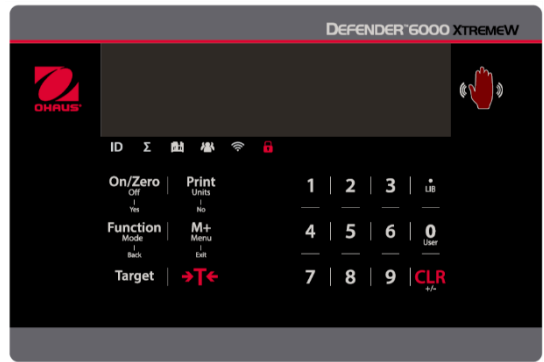 DEFENDER™6000 XTREMEW
OHAUS
ID Σ
On/Zero Print 1 2 3 .
Off Units LIB
Yes No
Function M+ 4 5 6 0
Mode Menu User
Back Exit
Target →T← 7 8 9 CLR
+/-